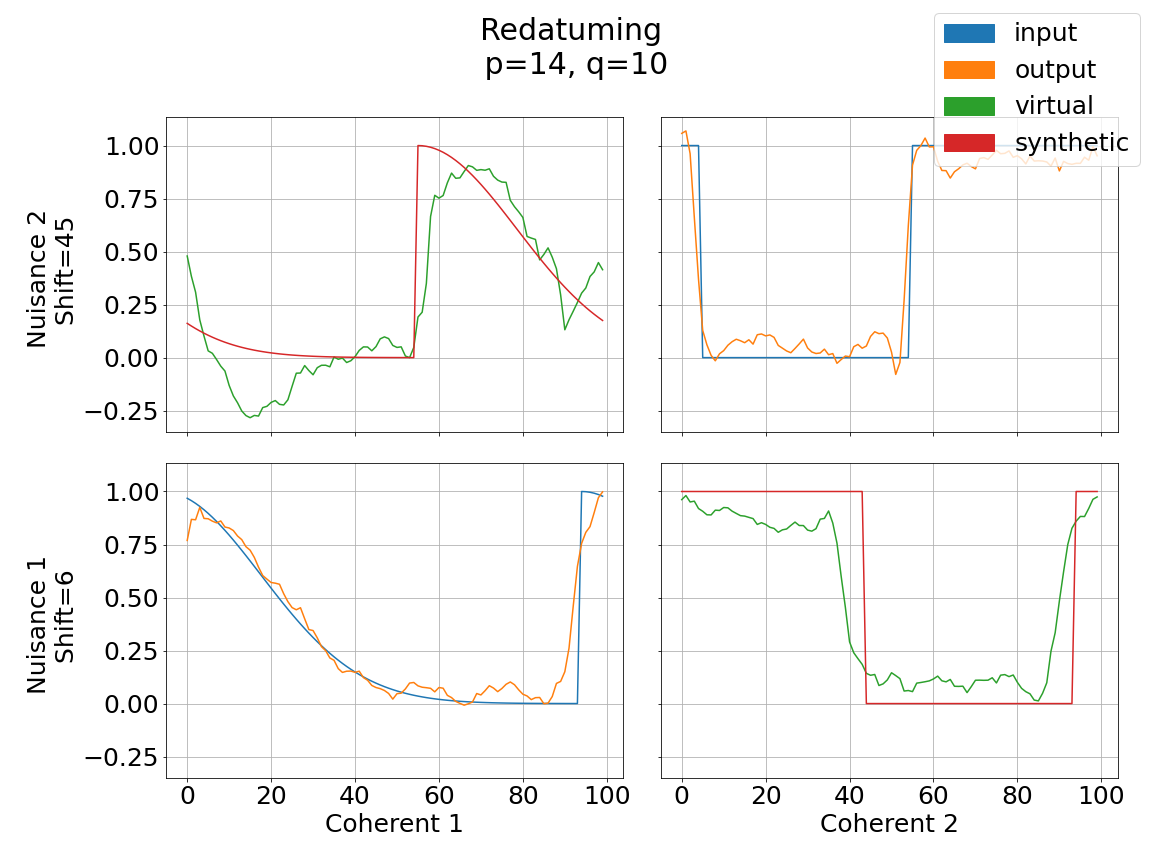 Redatuming
p=14, q=10
input
output
virtual
synthetic
Nuisance 2
Shift=45
1.00
0.75
0.50
0.25
0.00
−0.25
Nuisance 1
Shift=6
1.00
0.75
0.50
0.25
0.00
−0.25
0 20 40 60 80 100
Coherent 1
0 20 40 60 80 100
Coherent 2